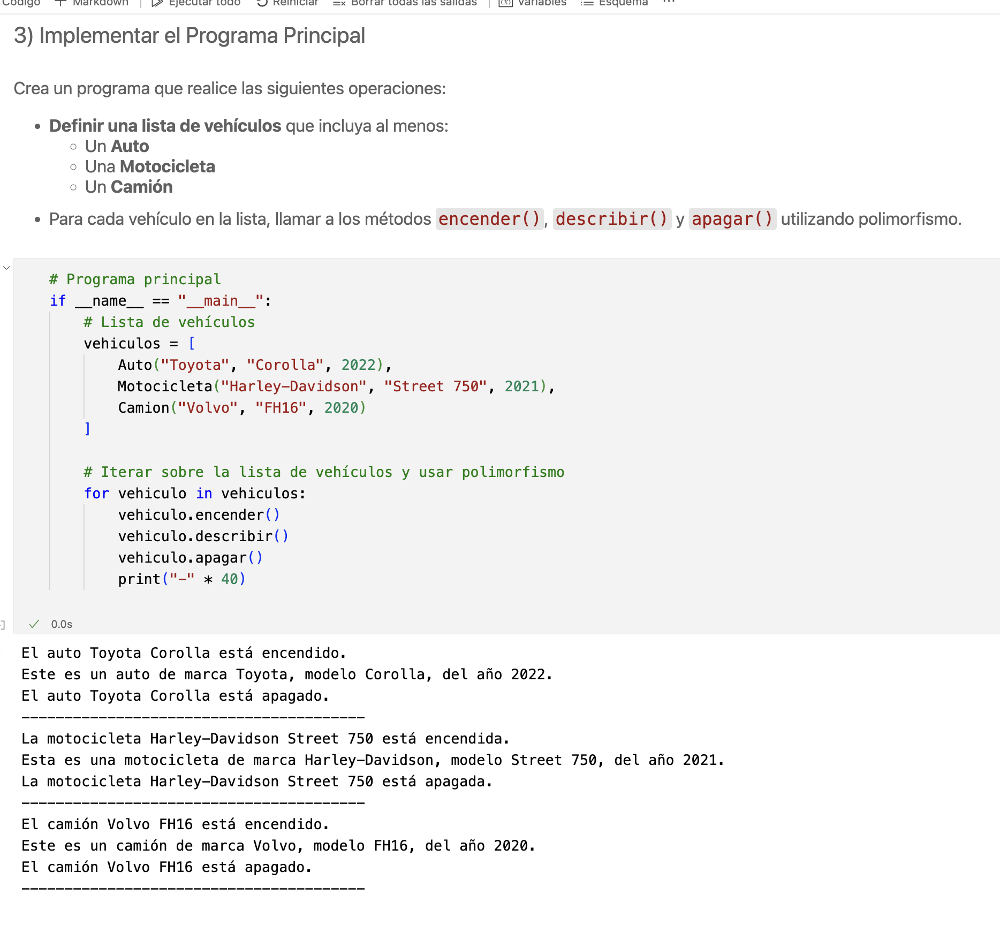 Código + Markdown | Ejecutar todo Reiniciar Borrar todas las salidas | Variables Esquema ...
3) Implementar el Programa Principal
Crea un programa que realice las siguientes operaciones:
• Definir una lista de vehículos que incluya al menos:
◦ Un Auto
◦ Una Motocicleta
◦ Un Camión
• Para cada vehículo en la lista, llamar a los métodos encender(), describir() y apagar() utilizando polimorfismo.
# Programa principal
if __name__ == "__main__":
    # Lista de vehículos
    vehiculos = [
        Auto("Toyota", "Corolla", 2022),
        Motocicleta("Harley-Davidson", "Street 750", 2021),
        Camion("Volvo", "FH16", 2020)
    ]
    # Iterar sobre la lista de vehículos y usar polimorfismo
    for vehiculo in vehiculos:
        vehiculo.encender()
        vehiculo.describir()
        vehiculo.apagar()
        print("-" * 40)
✓ 0.0s
El auto Toyota Corolla está encendido.
Este es un auto de marca Toyota, modelo Corolla, del año 2022.
El auto Toyota Corolla está apagado.
----------------------------------------
La motocicleta Harley-Davidson Street 750 está encendida.
Esta es una motocicleta de marca Harley-Davidson, modelo Street 750, del año 2021.
La motocicleta Harley-Davidson Street 750 está apagada.
----------------------------------------
El camión Volvo FH16 está encendido.
Este es un camión de marca Volvo, modelo FH16, del año 2020.
El camión Volvo FH16 está apagado.
----------------------------------------